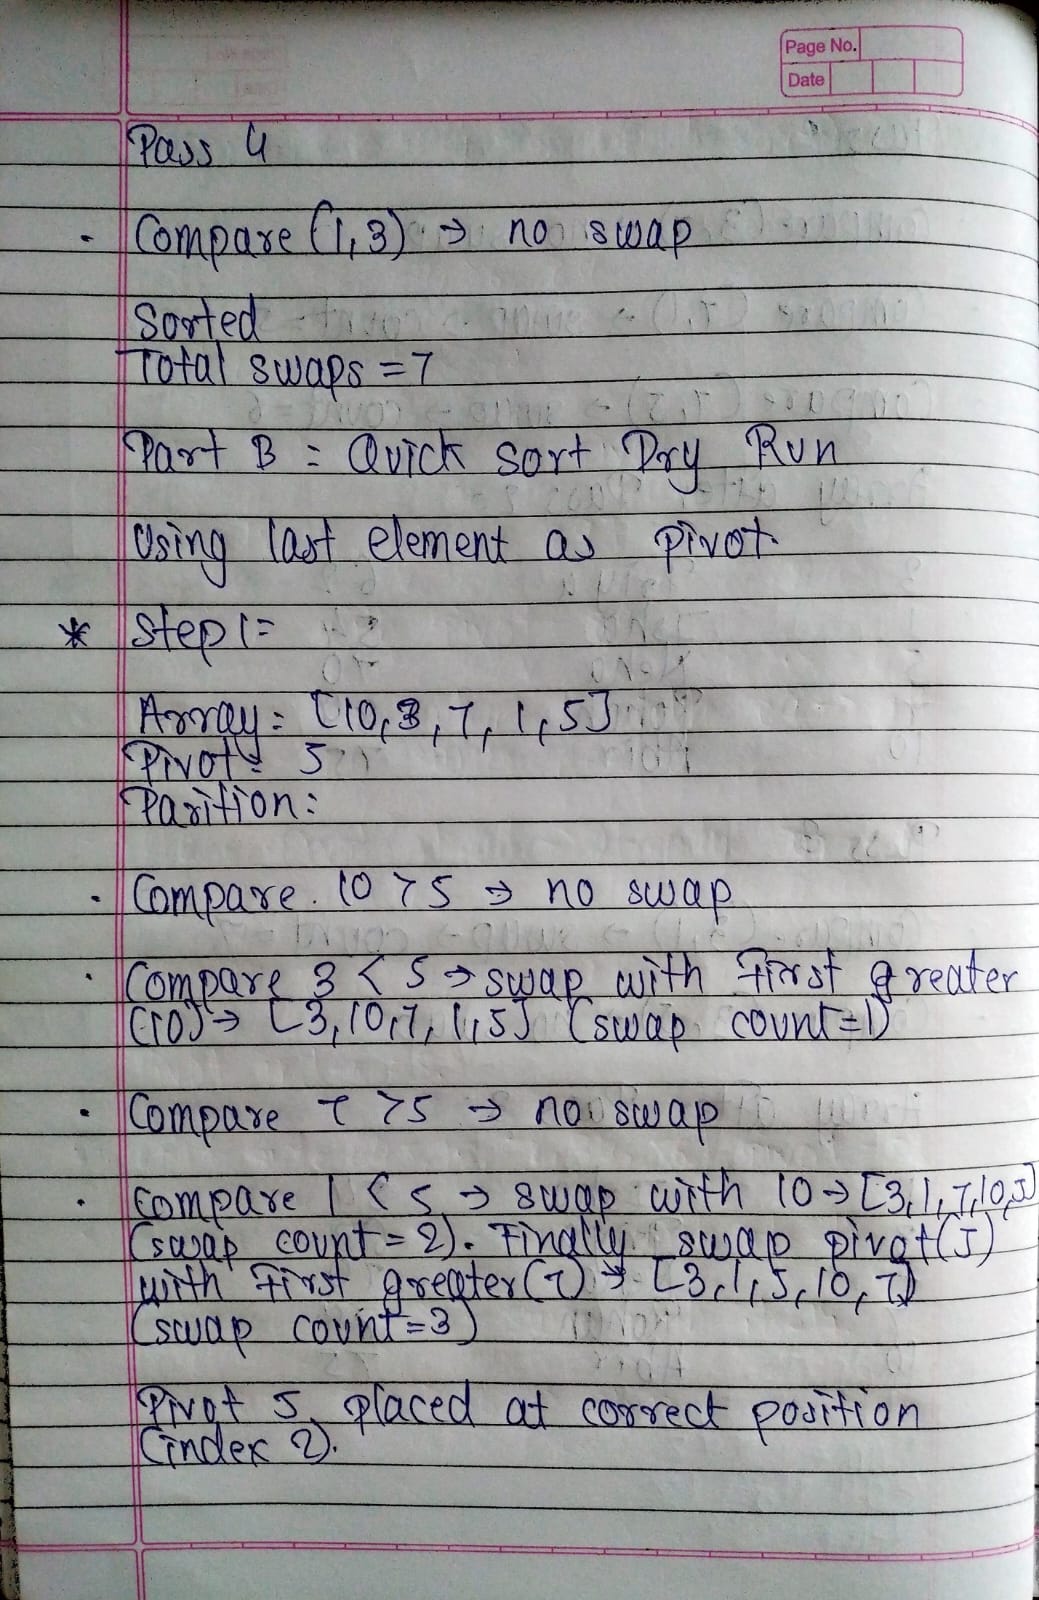 Page No.
Date
Pass 4
· Compare (1,3) → no swap
Sorted
Total swaps = 7
Part B = Quick Sort Dry Run
Using last element as pivot.
* Step 1=
Array = [10,3,7,1,5]
Pivot = 5
Parition:
· Compare. 10 > 5 → no swap
· Compare 3 < 5 → swap with first greater
(10) → [3,10,7,1,5] (swap count=1)
· Compare 7 > 5 → no swap
· Compare 1 < 5 → swap with 10 → [3,1,7,10,5]
(swap count = 2). Finally swap pivot(5)
with first greater(7) → [3,1,5,10,7]
(swap count=3)
Pivot 5 placed at correct position
(index 2).